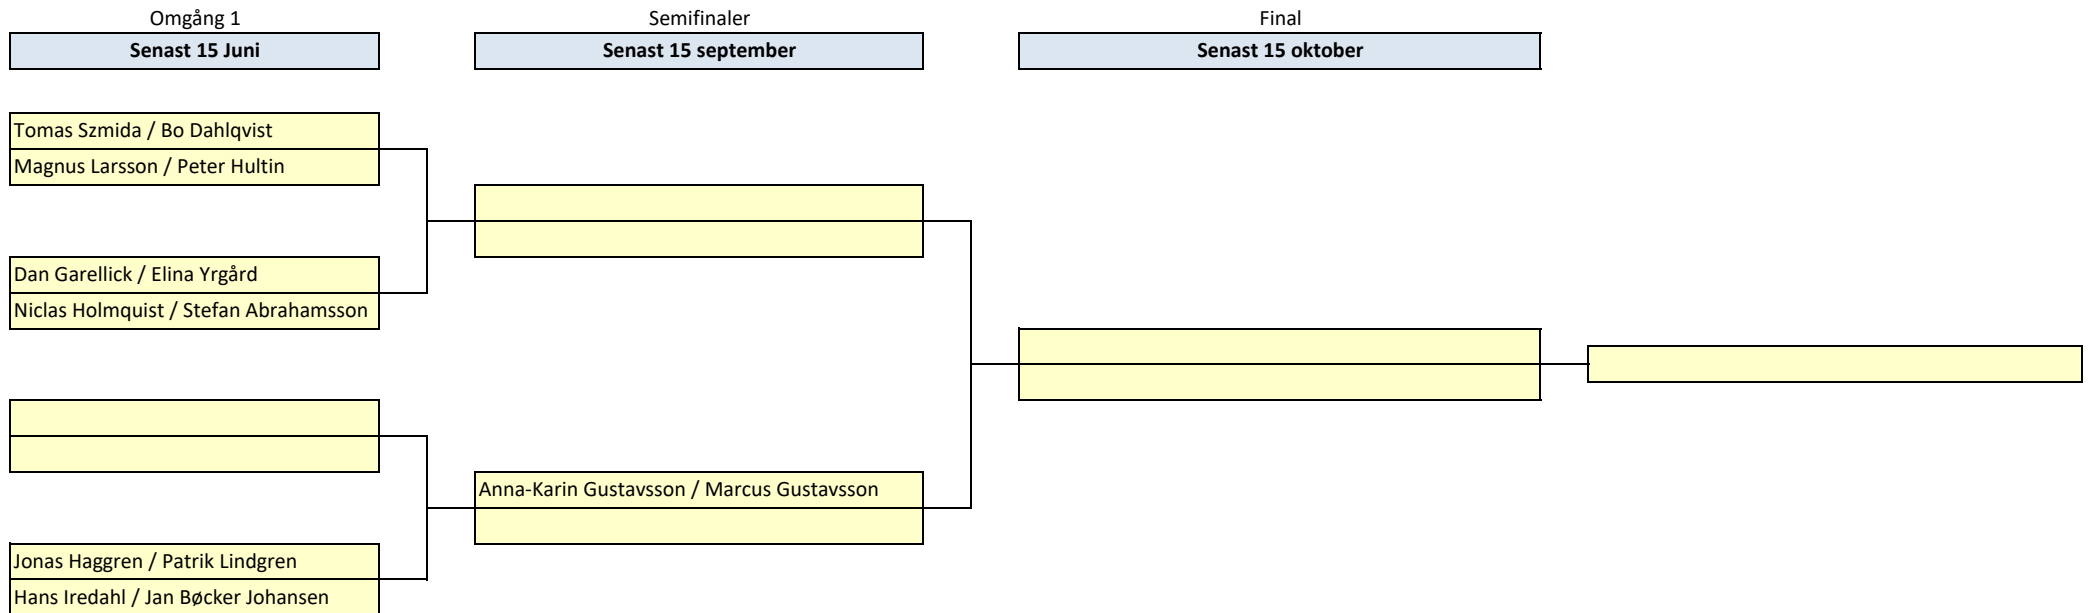 Omgång 1
Semifinaler
Final
Senast 15 Juni
Senast 15 september
Senast 15 oktober
Tomas Szmida / Bo Dahlqvist
Magnus Larsson / Peter Hultin
Dan Garellick / Elina Yrgård
Niclas Holmquist / Stefan Abrahamsson
Anna-Karin Gustavsson / Marcus Gustavsson
Jonas Haggren / Patrik Lindgren
Hans Iredahl / Jan Bøcker Johansen